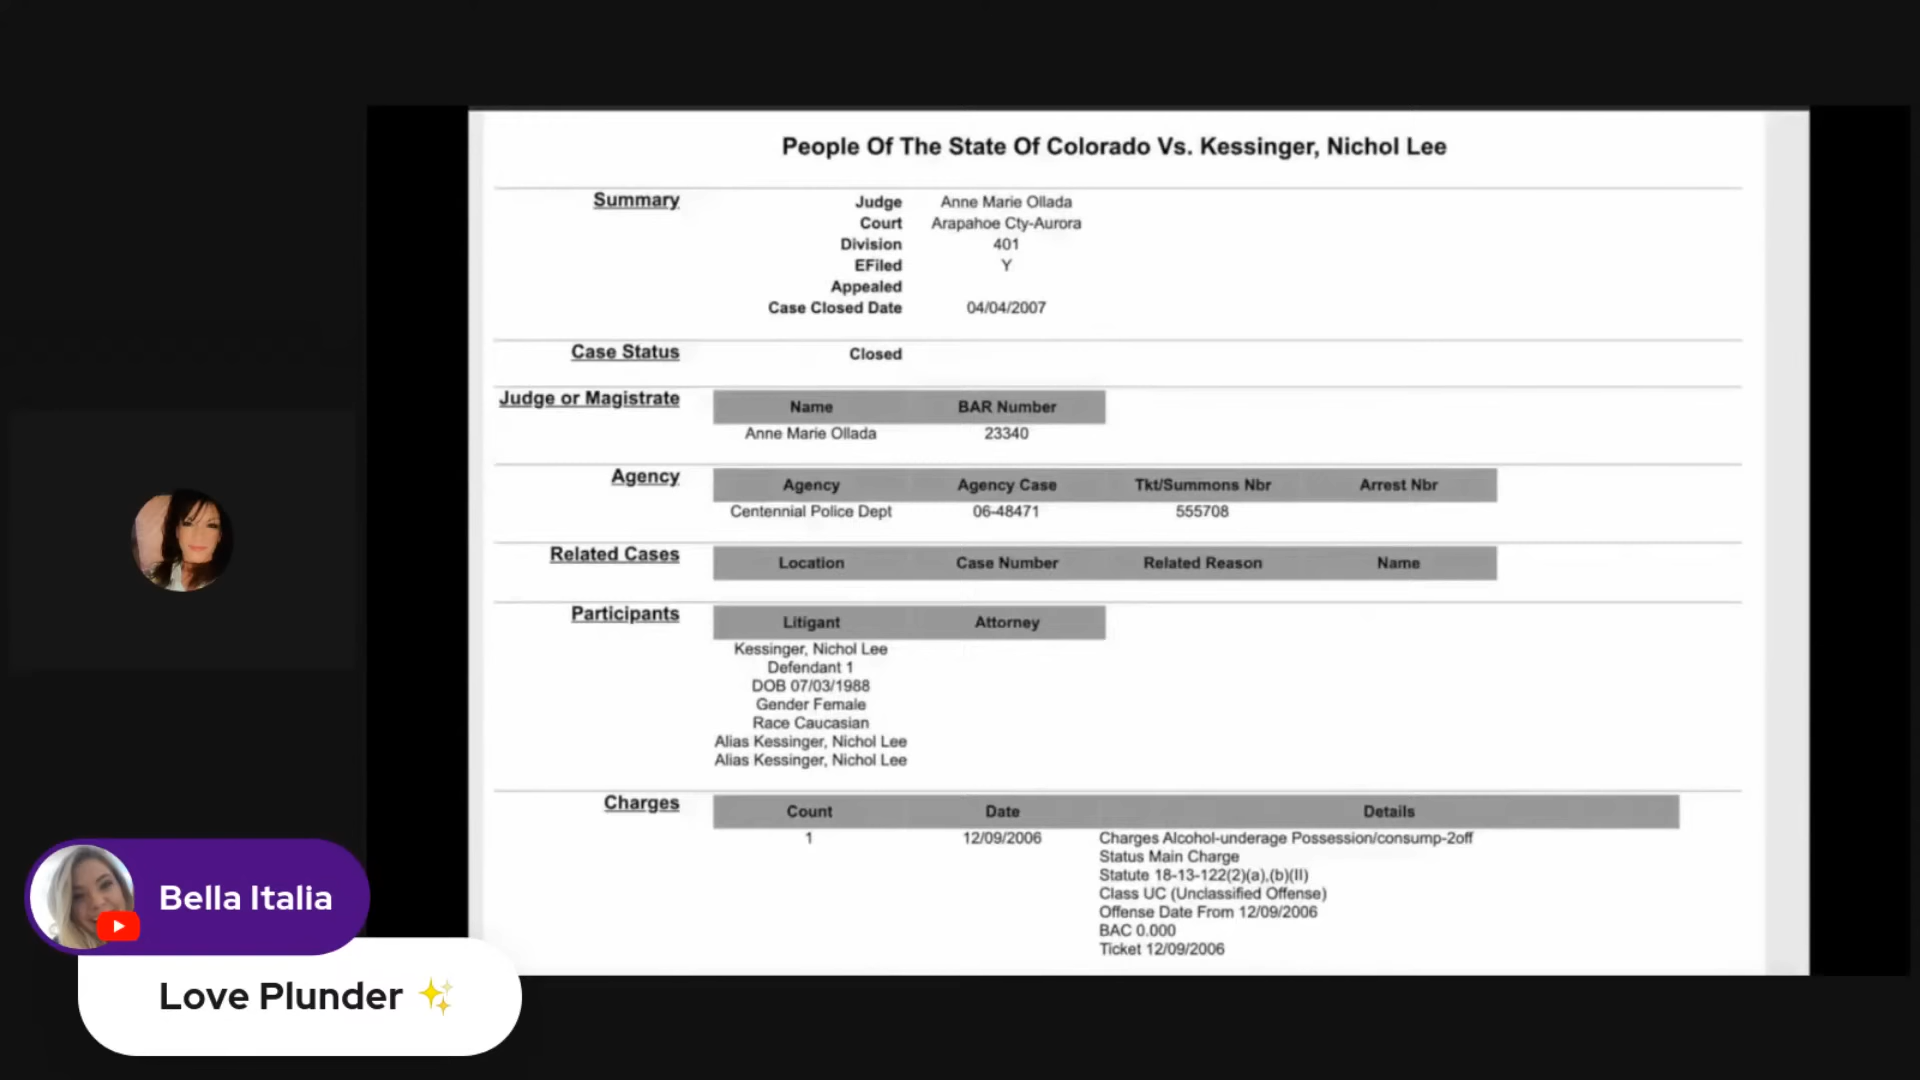 People Of The State Of Colorado Vs. Kessinger, Nichol Lee
Summary
Judge Anne Marie Ollada
Court Arapahoe Cty-Aurora
Division 401
EFiled Y
Appealed
Case Closed Date 04/04/2007
Case Status Closed
Judge or Magistrate
Name BAR Number
Anne Marie Ollada 23340
Agency
Agency Agency Case Tkt/Summons Nbr Arrest Nbr
Centennial Police Dept 06-48471 555708
Related Cases
Location Case Number Related Reason Name
Participants
Litigant Attorney
Kessinger, Nichol Lee
Defendant 1
DOB 07/03/1988
Gender Female
Race Caucasian
Alias Kessinger, Nichol Lee
Alias Kessinger, Nichol Lee
Charges
Count Date Details
1 12/09/2006 Charges Alcohol-underage Possession/consump-2off
Status Main Charge
Statute 18-13-122(2)(a),(b)(II)
Class UC (Unclassified Offense)
Offense Date From 12/09/2006
BAC 0.000
Ticket 12/09/2006
Bella Italia
Love Plunder ✨